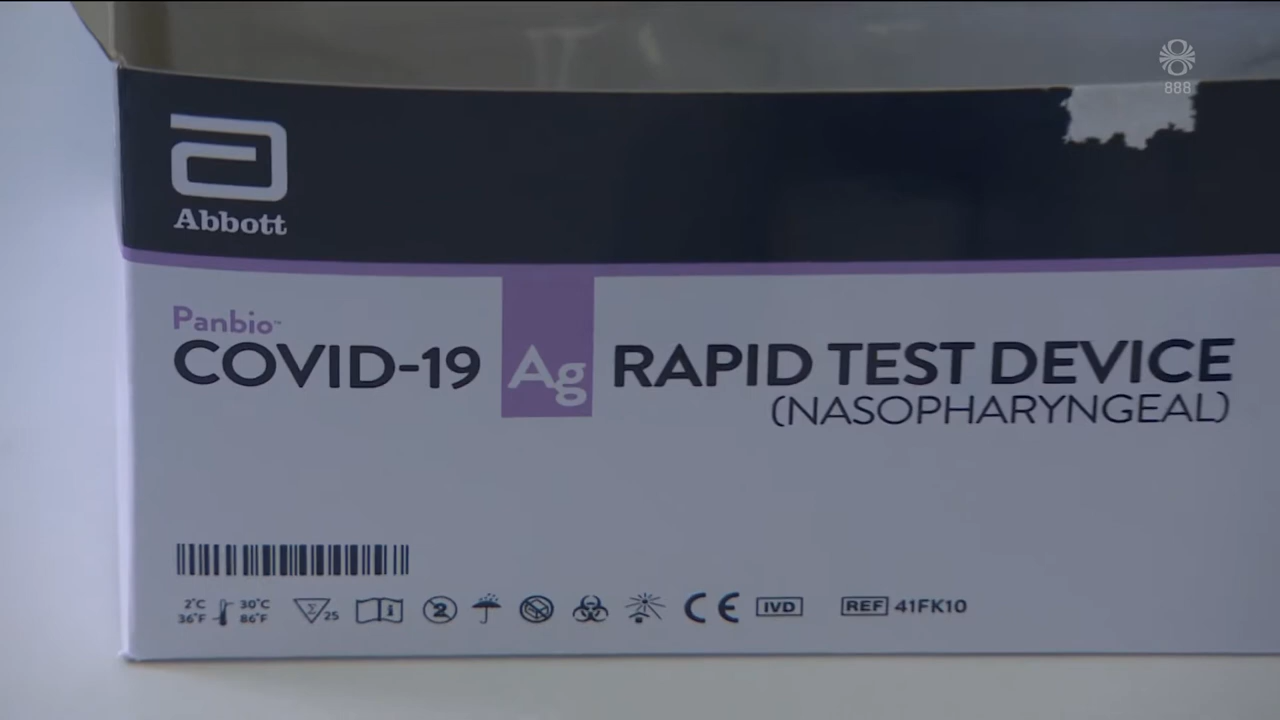 888
Abbott
Panbio™
COVID-19 Ag RAPID TEST DEVICE
(NASOPHARYNGEAL)
2°C 30°C
36°F 86°F
Σ 25
i
2
CE IVD REF 41FK10